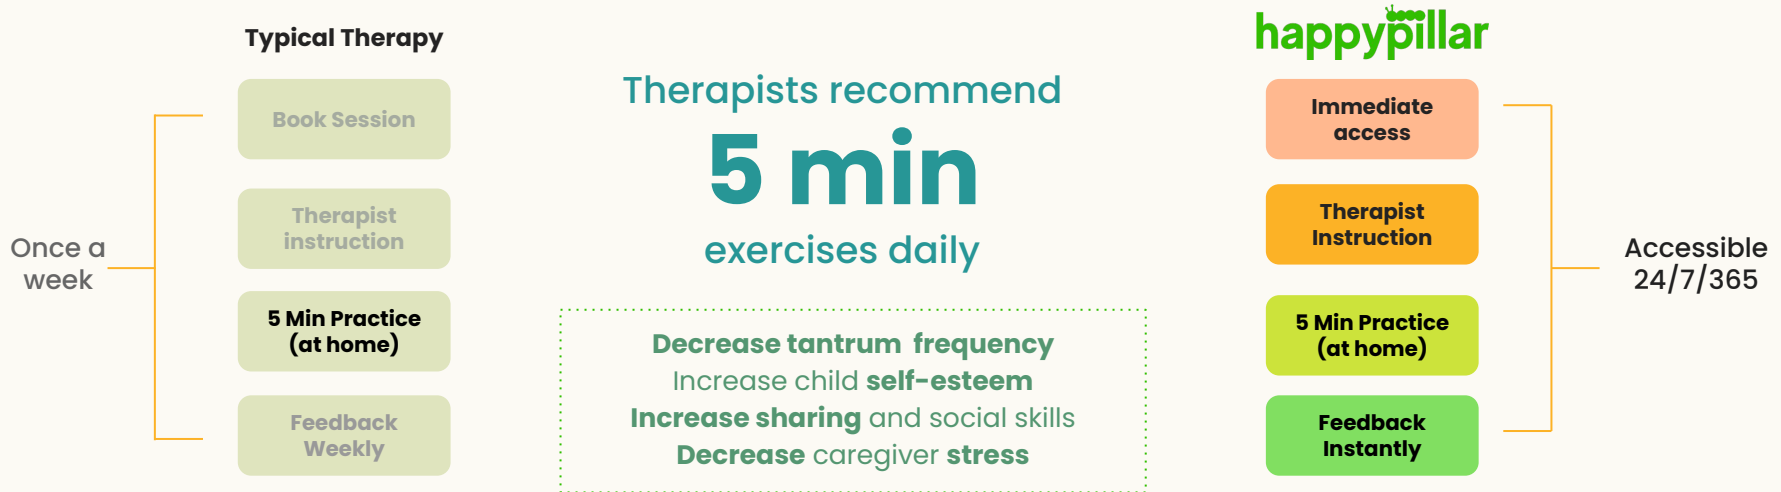 Typical Therapy
Book Session
Therapist
instruction
5 Min Practice
(at home)
Feedback
Weekly
Once a
week
Therapists recommend
5 min
exercises daily
Decrease tantrum frequency
Increase child self-esteem
Increase sharing and social skills
Decrease caregiver stress
happypillar
Immediate
access
Therapist
Instruction
5 Min Practice
(at home)
Feedback
Instantly
Accessible
24/7/365